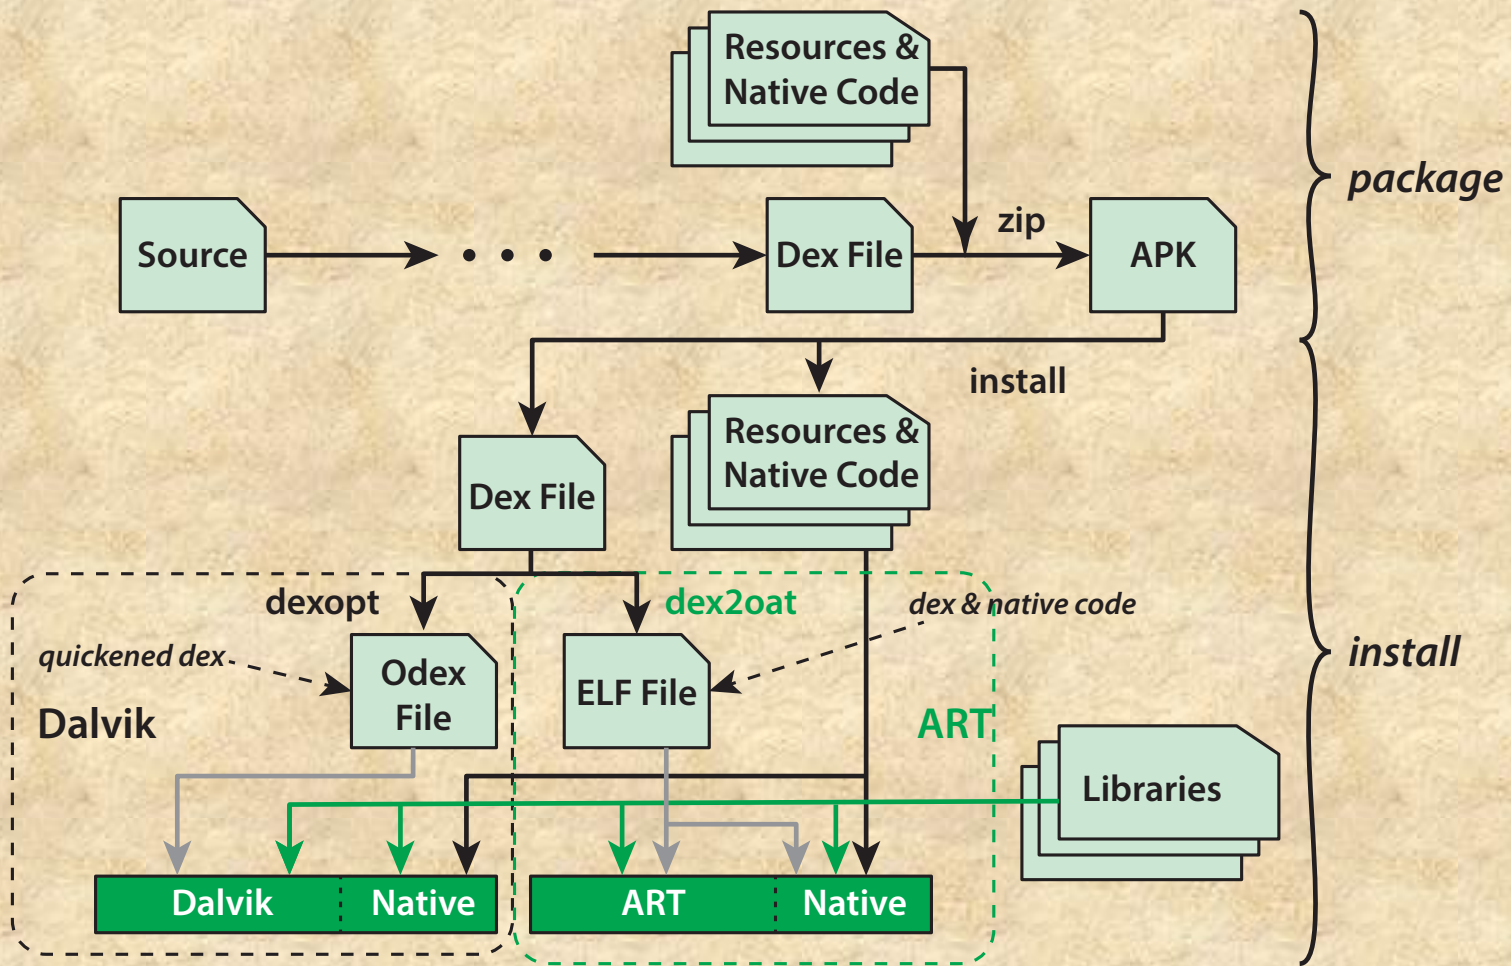 Resources &
Native Code
package
zip
Source
Dex File
APK
install
Resources &
Native Code
Dex File
dexopt
dex2oat
dex & native code
quickened dex
Odex
File
ELF File
install
Dalvik
ART
Libraries
Dalvik
Native
ART
Native